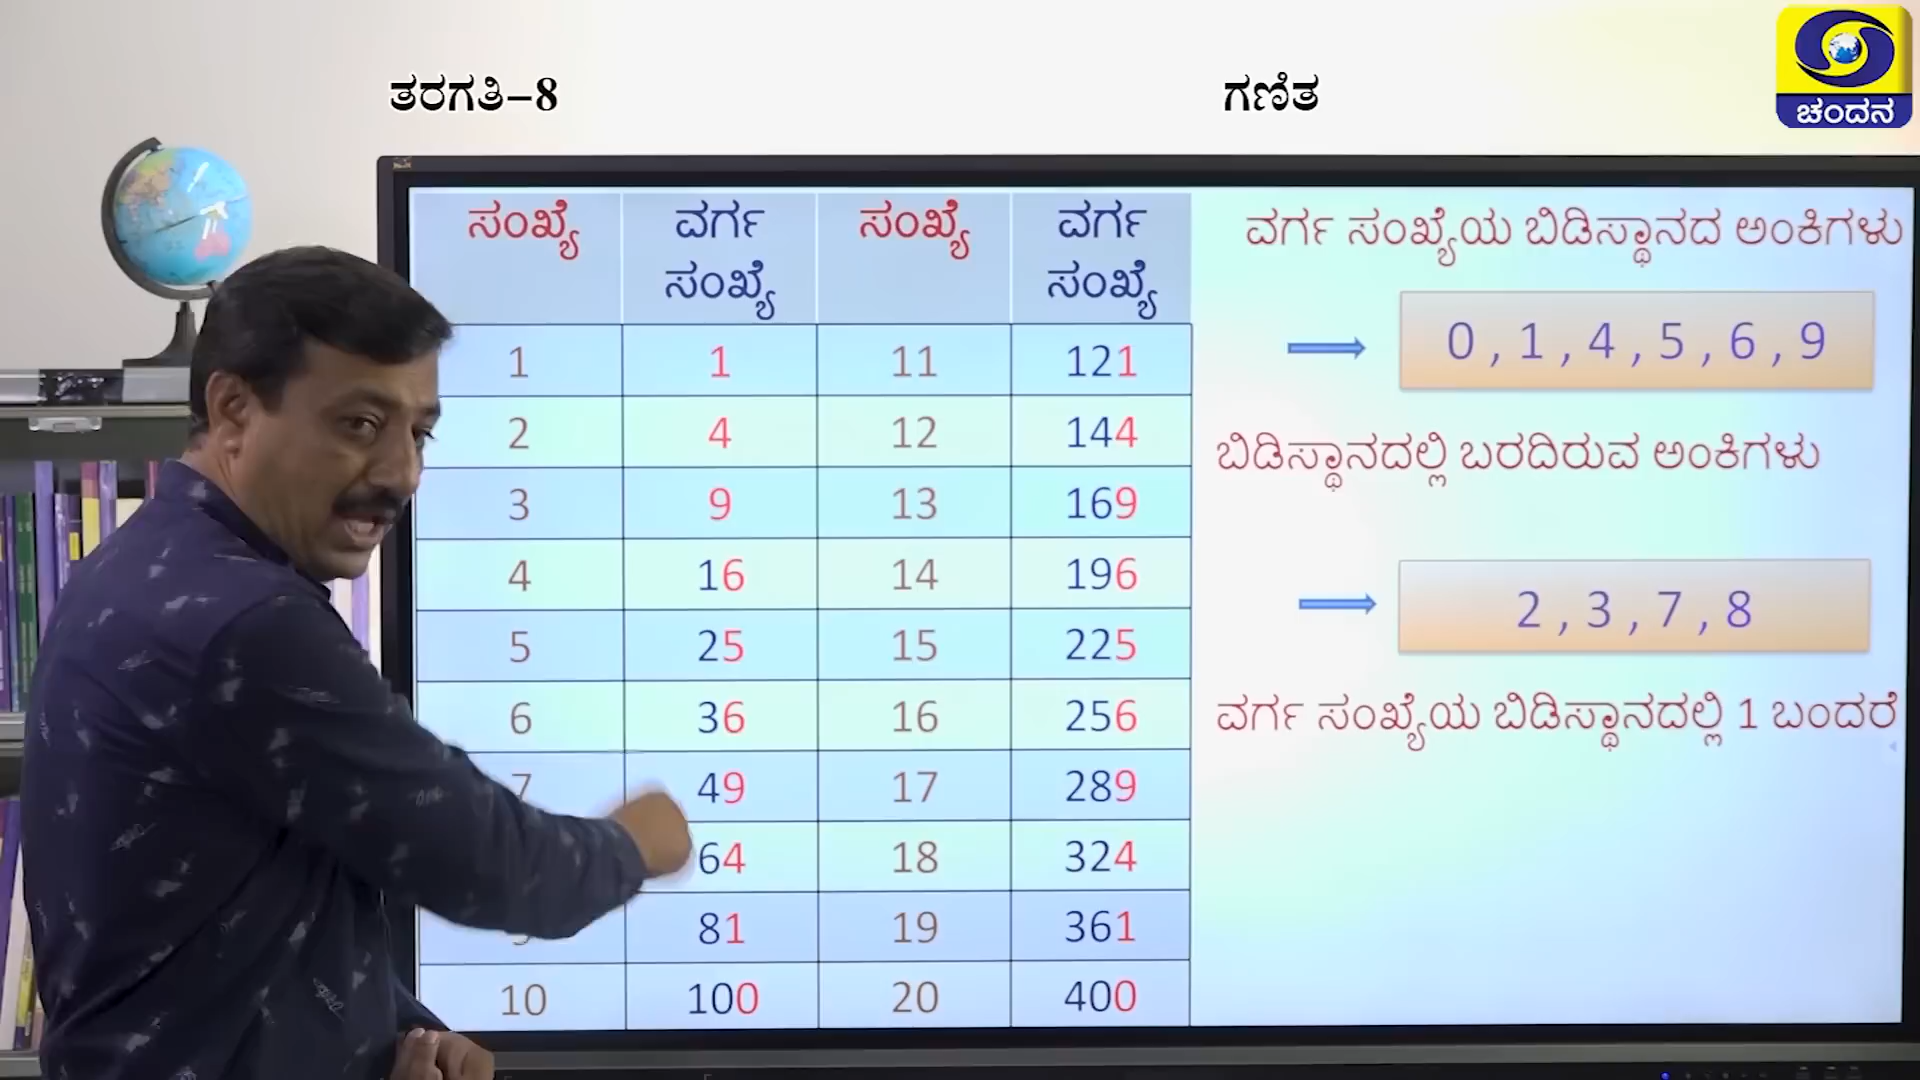 ತರಗತಿ–8
ಗಣಿತ
ಚಂದನ
ಸಂಖ್ಯೆ ವರ್ಗ ಸಂಖ್ಯೆ ಸಂಖ್ಯೆ ವರ್ಗ ಸಂಖ್ಯೆ
1 1 11 121
2 4 12 144
3 9 13 169
4 16 14 196
5 25 15 225
6 36 16 256
7 49 17 289
64 18 324
81 19 361
10 100 20 400
ವರ್ಗ ಸಂಖ್ಯೆಯ ಬಿಡಿಸ್ಥಾನದ ಅಂಕಿಗಳು
0 , 1 , 4 , 5 , 6 , 9
ಬಿಡಿಸ್ಥಾನದಲ್ಲಿ ಬರದಿರುವ ಅಂಕಿಗಳು
2 , 3 , 7 , 8
ವರ್ಗ ಸಂಖ್ಯೆಯ ಬಿಡಿಸ್ಥಾನದಲ್ಲಿ 1 ಬಂದರೆ